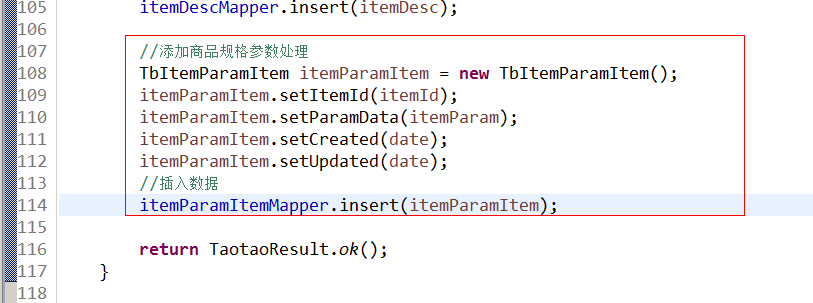 105 itemDescMapper.insert(itemDesc);
106
107 //添加商品规格参数处理
108 TbItemParamItem itemParamItem = new TbItemParamItem();
109 itemParamItem.setItemId(itemId);
110 itemParamItem.setParamData(itemParam);
111 itemParamItem.setCreated(date);
112 itemParamItem.setUpdated(date);
113 //插入数据
114 itemParamItemMapper.insert(itemParamItem);
115
116 return TaotaoResult.ok();
117 }
118